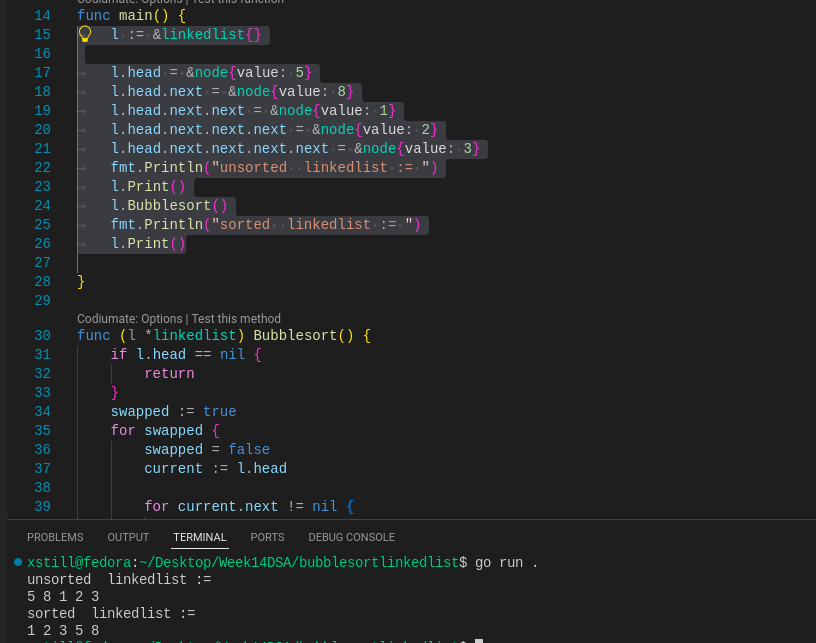 Codiumate: Options | Test this function
14 func main() {
15 l := &linkedlist{}
16
17 l.head = &node{value: 5}
18 l.head.next = &node{value: 8}
19 l.head.next.next = &node{value: 1}
20 l.head.next.next.next = &node{value: 2}
21 l.head.next.next.next.next = &node{value: 3}
22 fmt.Println("unsorted  linkedlist := ")
23 l.Print()
24 l.Bubblesort()
25 fmt.Println("sorted  linkedlist := ")
26 l.Print()
27
28 }
29
Codiumate: Options | Test this method
30 func (l *linkedlist) Bubblesort() {
31 if l.head == nil {
32 return
33 }
34 swapped := true
35 for swapped {
36 swapped = false
37 current := l.head
38
39 for current.next != nil {
PROBLEMS OUTPUT TERMINAL PORTS DEBUG CONSOLE
xstill@fedora:~/Desktop/Week14DSA/bubblesortlinkedlist$ go run .
unsorted  linkedlist :=
5 8 1 2 3
sorted  linkedlist :=
1 2 3 5 8
xstill@fedora:~/Desktop/Week14DSA/bubblesortlinkedlist$